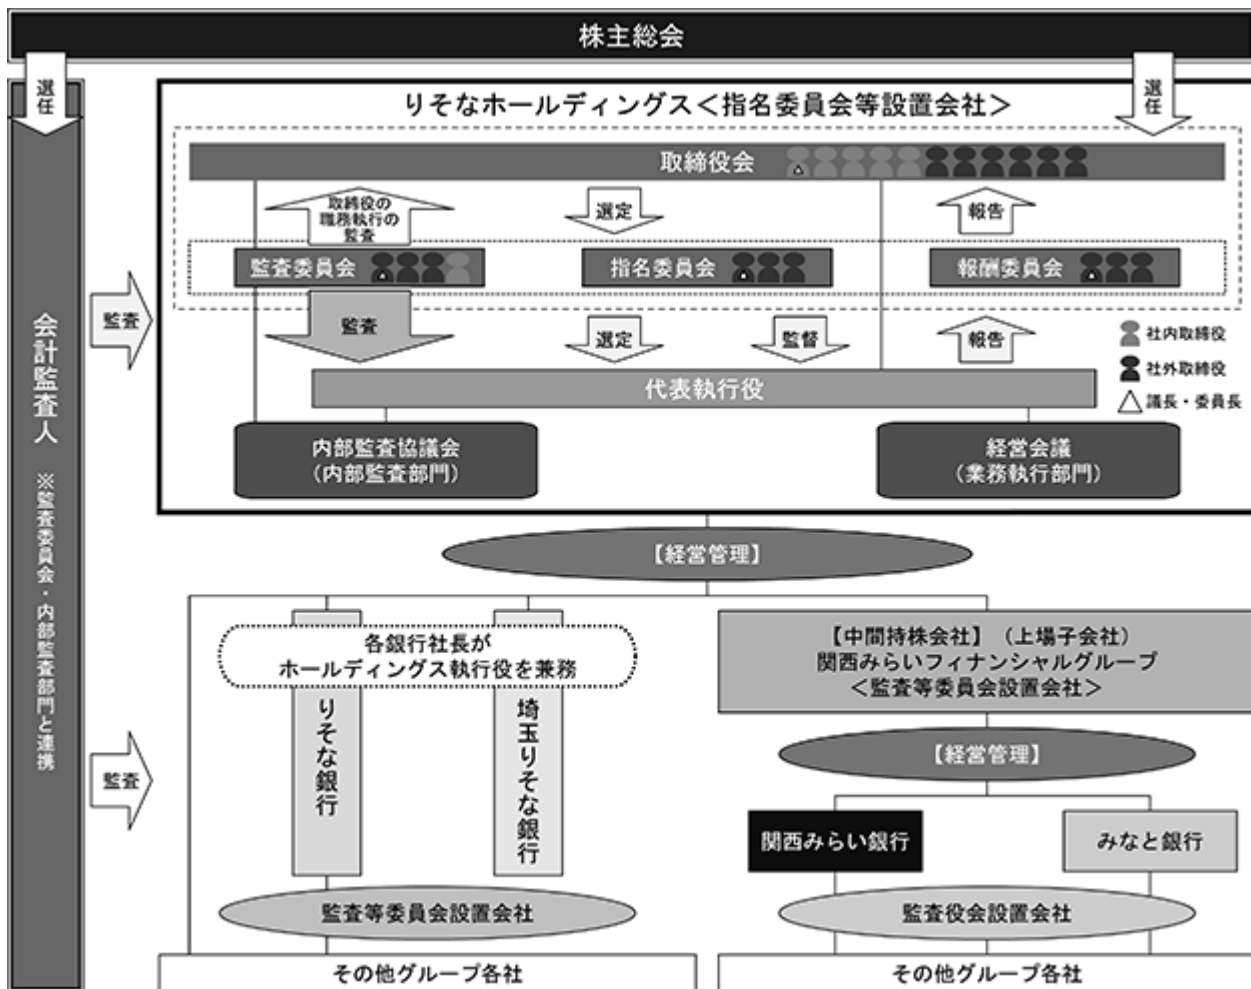 株主総会
選任
選任
りそなホールディングス＜指名委員会等設置会社＞
取締役会
取締役の
職務執行の
監査
選定
報告
監査委員会
指名委員会
報酬委員会
監査
監査
選定
監督
報告
社内取締役
社外取締役
議長・委員長
代表執行役
内部監査協議会
（内部監査部門）
経営会議
（業務執行部門）
会計監査人
※監査委員会・内部監査部門と連携
【経営管理】
各銀行社長が
ホールディングス執行役を兼務
りそな銀行
埼玉りそな銀行
【中間持株会社】（上場子会社）
関西みらいフィナンシャルグループ
＜監査等委員会設置会社＞
【経営管理】
監査
関西みらい銀行
みなと銀行
監査等委員会設置会社
監査役会設置会社
その他グループ各社
その他グループ各社